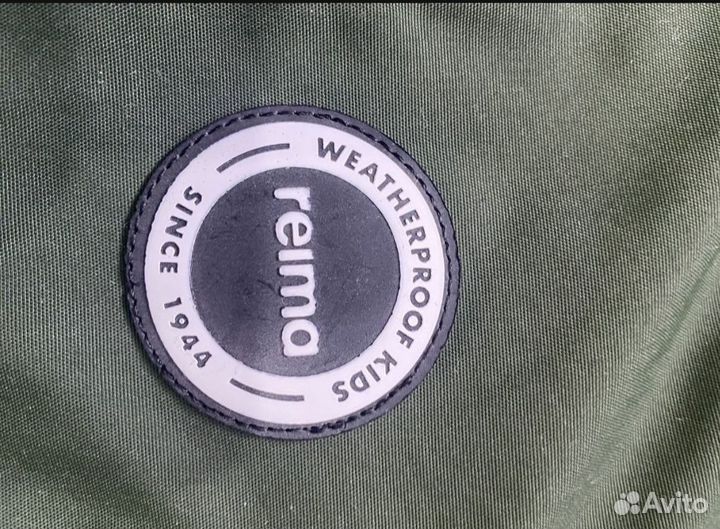 WEATHERPROOF KIDS
reima
SINCE 1944
Avito